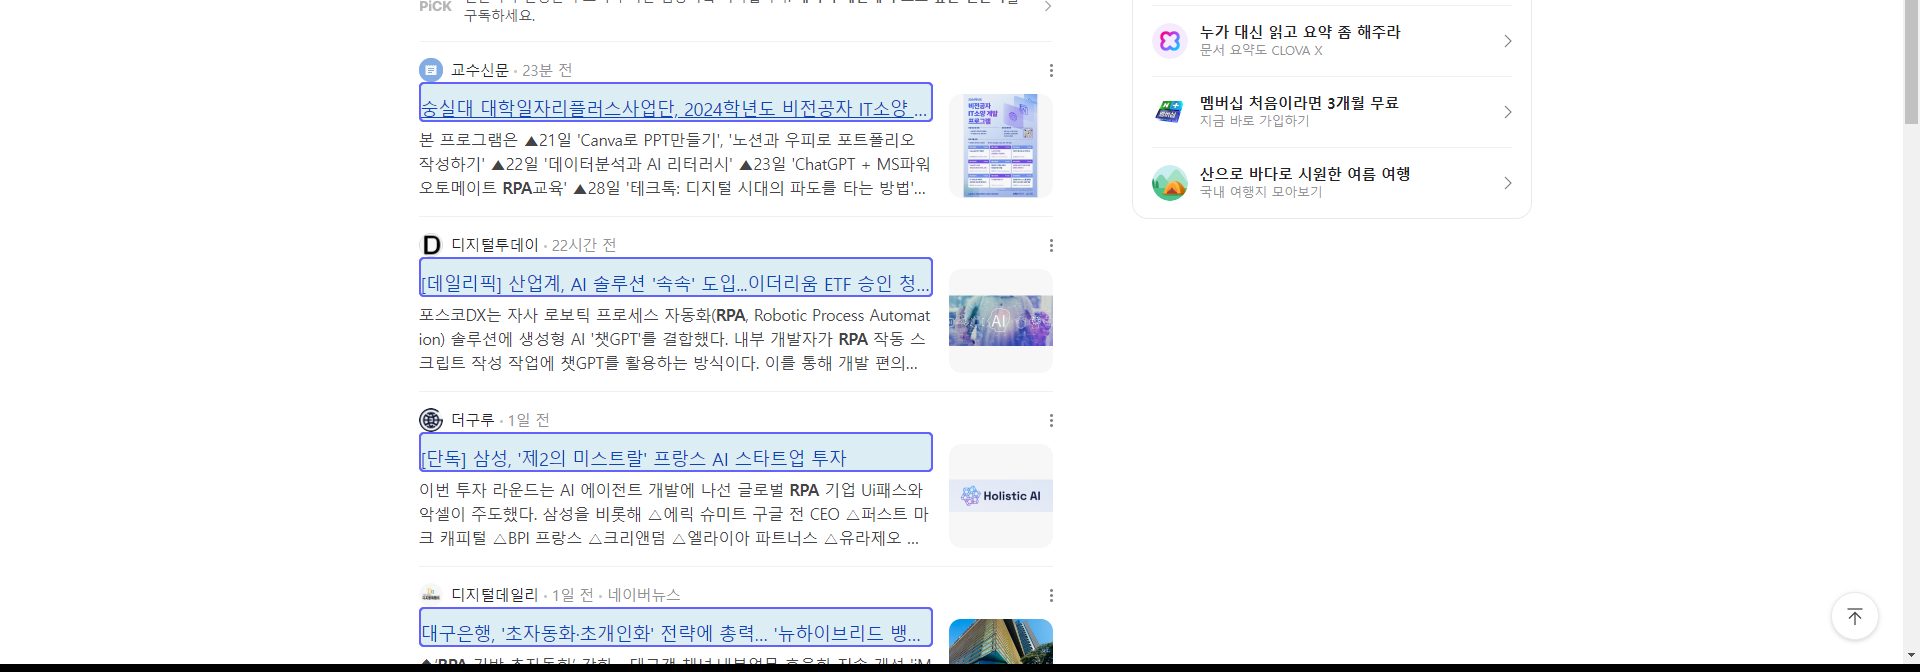 PiCK
구독하세요.
교수신문 · 23분 전
숭실대 대학일자리플러스사업단, 2024학년도 비전공자 IT소양 ...
본 프로그램은 ▲21일 'Canva로 PPT만들기', '노션과 우피로 포트폴리오
작성하기' ▲22일 '데이터분석과 AI 리터러시' ▲23일 'ChatGPT + MS파워
오토메이트 RPA교육' ▲28일 '테크톡: 디지털 시대의 파도를 타는 방법'...
비전공자
IT소양 개발
프로그램
D 디지털투데이 · 22시간 전
[데일리픽] 산업계, AI 솔루션 '속속' 도입...이더리움 ETF 승인 청...
포스코DX는 자사 로보틱 프로세스 자동화(RPA, Robotic Process Automat
ion) 솔루션에 생성형 AI '챗GPT'를 결합했다. 내부 개발자가 RPA 작동 스
크립트 작성 작업에 챗GPT를 활용하는 방식이다. 이를 통해 개발 편의...
AI
더구루 · 1일 전
[단독] 삼성, '제2의 미스트랄' 프랑스 AI 스타트업 투자
이번 투자 라운드는 AI 에이전트 개발에 나선 글로벌 RPA 기업 Ui패스와
악셀이 주도했다. 삼성을 비롯해 △에릭 슈미트 구글 전 CEO △퍼스트 마
크 캐피털 △BPI 프랑스 △크리앤덤 △엘라이아 파트너스 △유라제오 ...
Holistic AI
디지털데일리 · 1일 전 · 네이버뉴스
대구은행, '초자동화·초개인화' 전략에 총력... '뉴하이브리드 뱅...
누가 대신 읽고 요약 좀 해주라
문서 요약도 CLOVA X
멤버십 처음이라면 3개월 무료
지금 바로 가입하기
산으로 바다로 시원한 여름 여행
국내 여행지 모아보기